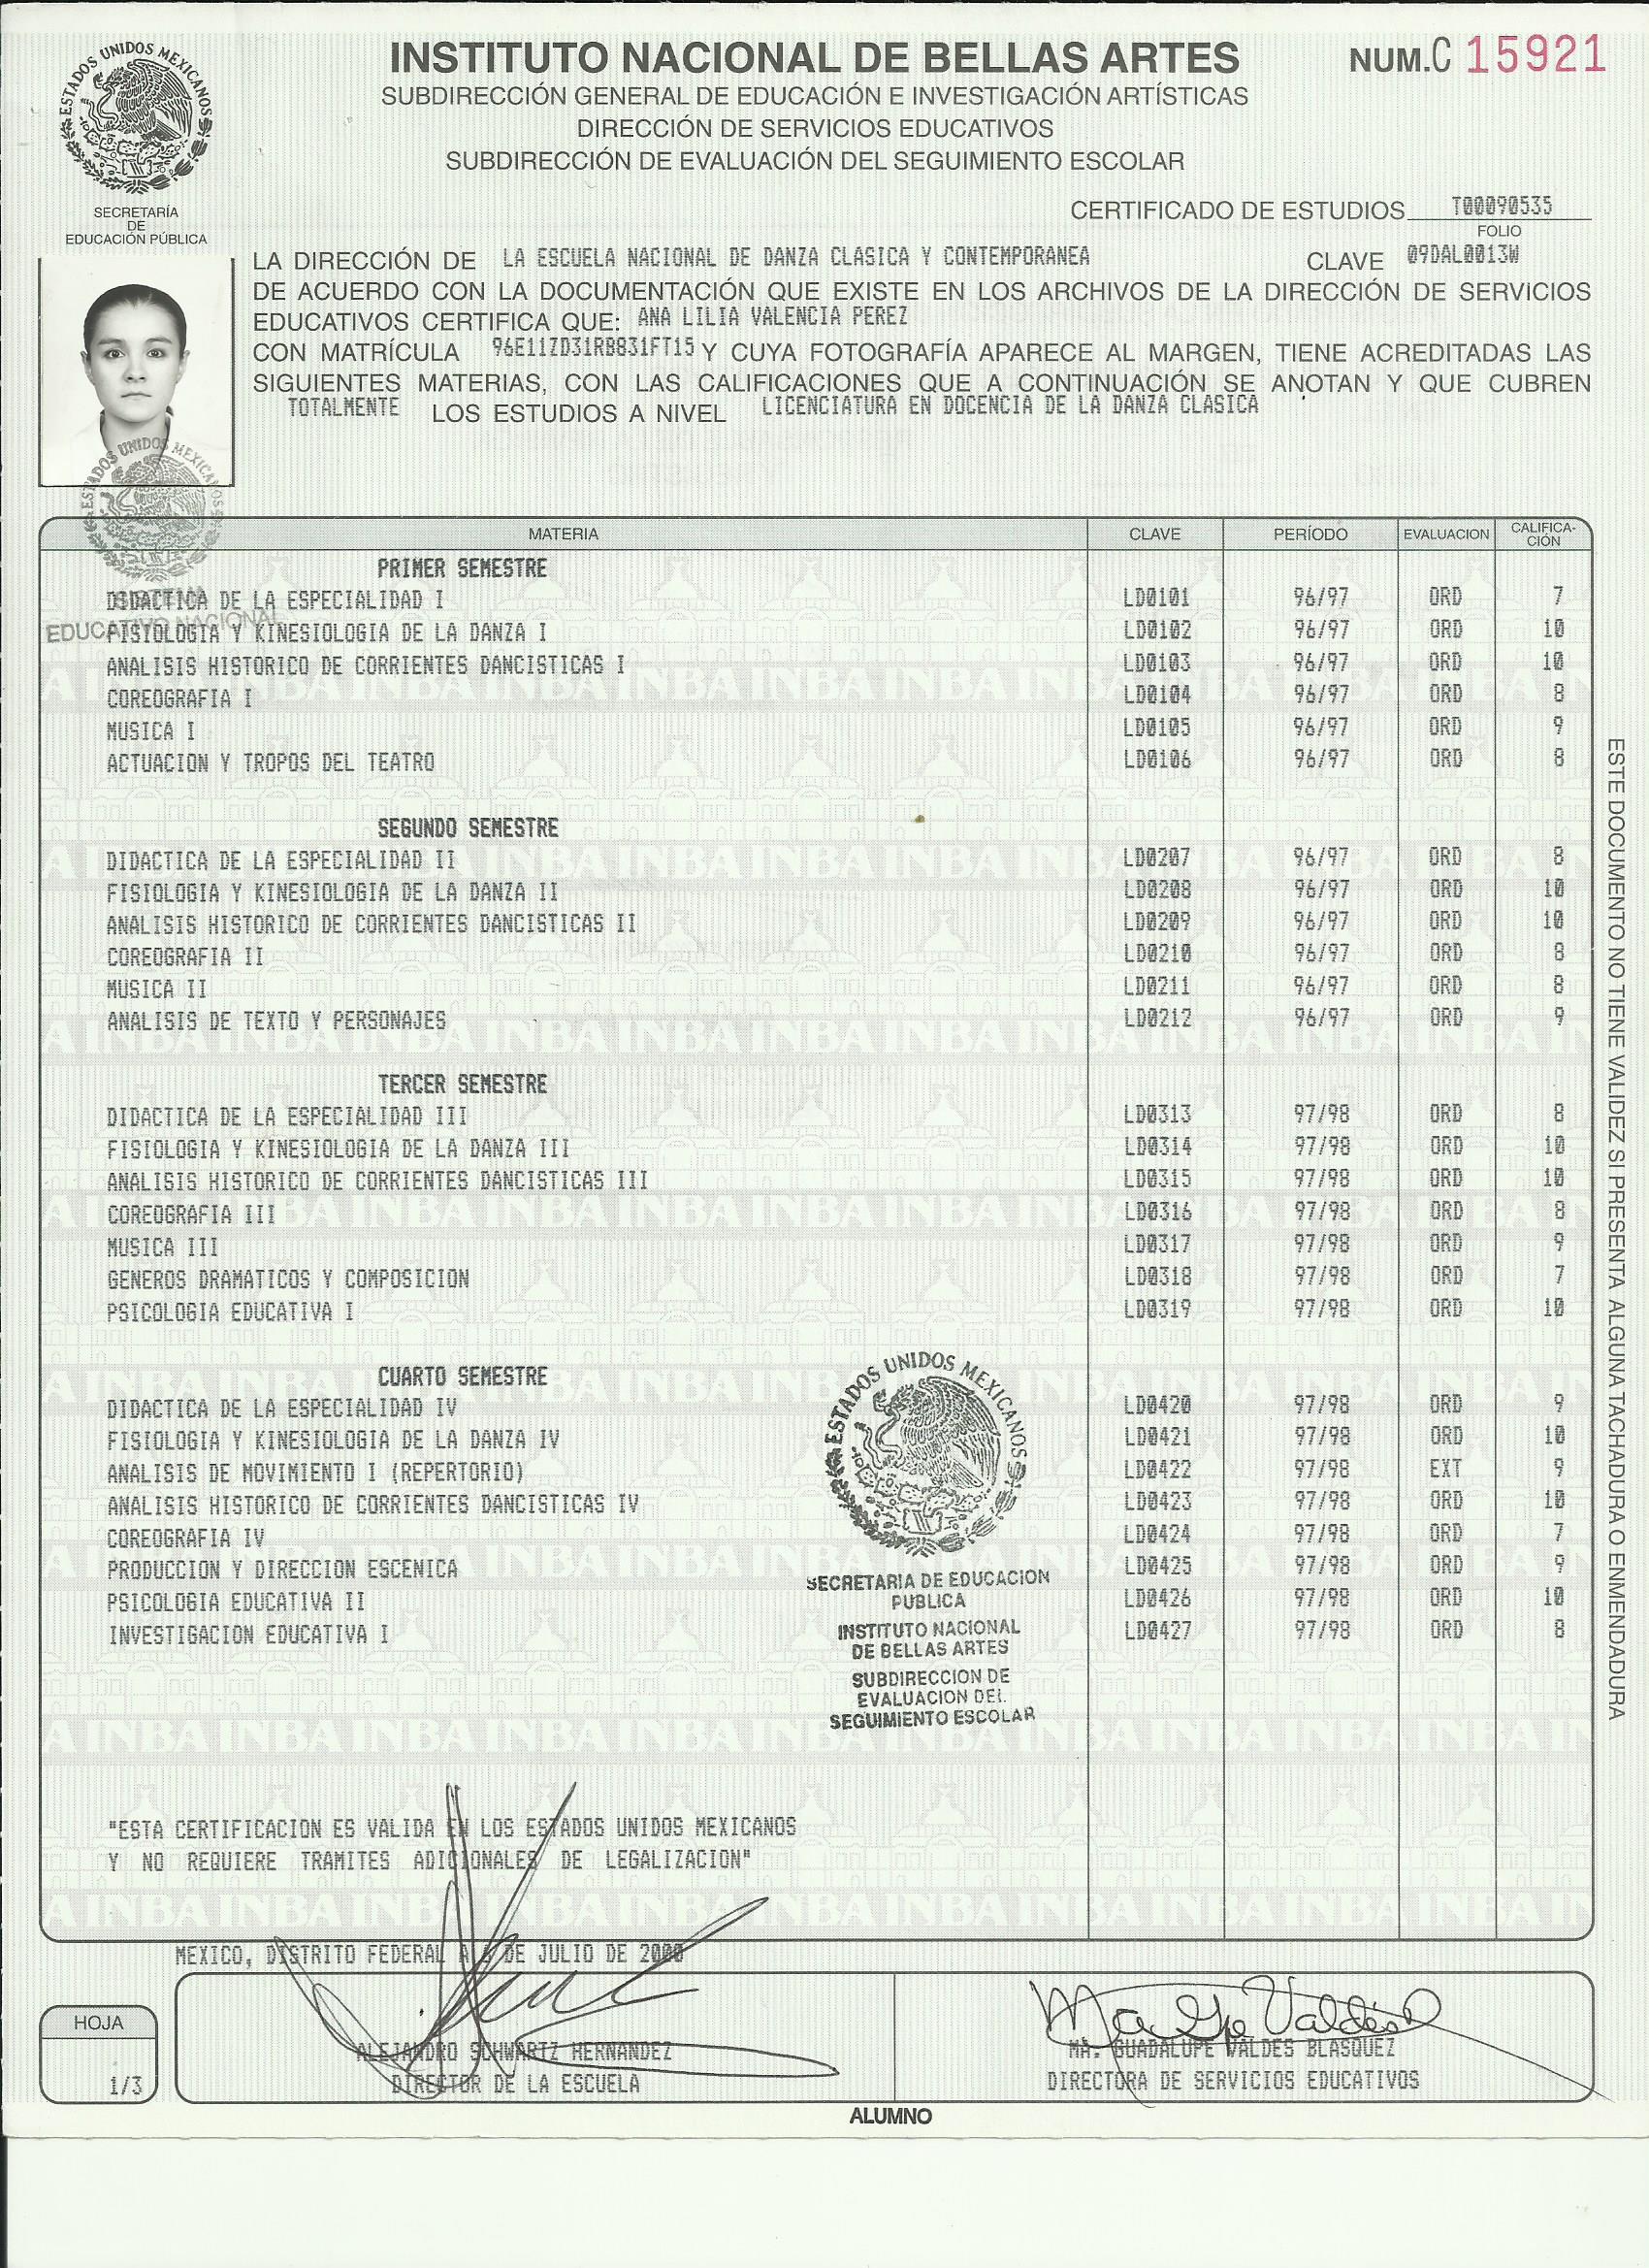 INSTITUTO NACIONAL DE BELLAS ARTES
NUM.C 15921
SUBDIRECCIÓN GENERAL DE EDUCACIÓN E INVESTIGACIÓN ARTÍSTICAS
DIRECCIÓN DE SERVICIOS EDUCATIVOS
SUBDIRECCIÓN DE EVALUACIÓN DEL SEGUIMIENTO ESCOLAR
ESTADOS UNIDOS MEXICANOS
SECRETARÍA
DE
EDUCACIÓN PÚBLICA
CERTIFICADO DE ESTUDIOS T00090535
FOLIO
LA DIRECCIÓN DE LA ESCUELA NACIONAL DE DANZA CLASICA Y CONTEMPORANEA CLAVE 09DAL0013W
DE ACUERDO CON LA DOCUMENTACIÓN QUE EXISTE EN LOS ARCHIVOS DE LA DIRECCIÓN DE SERVICIOS
EDUCATIVOS CERTIFICA QUE: ANA LILIA VALENCIA PEREZ
CON MATRÍCULA 96E11ZD31RB831FT15 Y CUYA FOTOGRAFÍA APARECE AL MARGEN, TIENE ACREDITADAS LAS
SIGUIENTES MATERIAS, CON LAS CALIFICACIONES QUE A CONTINUACIÓN SE ANOTAN Y QUE CUBREN
TOTALMENTE LOS ESTUDIOS A NIVEL LICENCIATURA EN DOCENCIA DE LA DANZA CLASICA
ESTADOS UNIDOS MEXICANOS
SISTEMA
EDUCATIVO NACIONAL
MATERIA CLAVE PERÍODO EVALUACION CALIFICA-
CIÓN
PRIMER SEMESTRE
DIDACTICA DE LA ESPECIALIDAD I LD0101 96/97 ORD 7
FISIOLOGIA Y KINESIOLOGIA DE LA DANZA I LD0102 96/97 ORD 10
ANALISIS HISTORICO DE CORRIENTES DANCISTICAS I LD0103 96/97 ORD 10
COREOGRAFIA I LD0104 96/97 ORD 8
MUSICA I LD0105 96/97 ORD 9
ACTUACION Y TROPOS DEL TEATRO LD0106 96/97 ORD 8
SEGUNDO SEMESTRE
DIDACTICA DE LA ESPECIALIDAD II LD0207 96/97 ORD 8
FISIOLOGIA Y KINESIOLOGIA DE LA DANZA II LD0208 96/97 ORD 10
ANALISIS HISTORICO DE CORRIENTES DANCISTICAS II LD0209 96/97 ORD 10
COREOGRAFIA II LD0210 96/97 ORD 8
MUSICA II LD0211 96/97 ORD 8
ANALISIS DE TEXTO Y PERSONAJES LD0212 96/97 ORD 9
TERCER SEMESTRE
DIDACTICA DE LA ESPECIALIDAD III LD0313 97/98 ORD 8
FISIOLOGIA Y KINESIOLOGIA DE LA DANZA III LD0314 97/98 ORD 10
ANALISIS HISTORICO DE CORRIENTES DANCISTICAS III LD0315 97/98 ORD 10
COREOGRAFIA III LD0316 97/98 ORD 8
MUSICA III LD0317 97/98 ORD 9
GENEROS DRAMATICOS Y COMPOSICION LD0318 97/98 ORD 7
PSICOLOGIA EDUCATIVA I LD0319 97/98 ORD 10
CUARTO SEMESTRE
DIDACTICA DE LA ESPECIALIDAD IV LD0420 97/98 ORD 9
FISIOLOGIA Y KINESIOLOGIA DE LA DANZA IV LD0421 97/98 ORD 10
ANALISIS DE MOVIMIENTO I (REPERTORIO) LD0422 97/98 EXT 9
ANALISIS HISTORICO DE CORRIENTES DANCISTICAS IV LD0423 97/98 ORD 10
COREOGRAFIA IV LD0424 97/98 ORD 7
PRODUCCION Y DIRECCION ESCENICA LD0425 97/98 ORD 9
PSICOLOGIA EDUCATIVA II LD0426 97/98 ORD 10
INVESTIGACION EDUCATIVA I LD0427 97/98 ORD 8
ESTADOS UNIDOS MEXICANOS
SECRETARIA DE EDUCACION
PUBLICA
INSTITUTO NACIONAL
DE BELLAS ARTES
SUBDIRECCION DE
EVALUACION DEL
SEGUIMIENTO ESCOLAR
"ESTA CERTIFICACION ES VALIDA EN LOS ESTADOS UNIDOS MEXICANOS
Y NO REQUIERE TRAMITES ADICIONALES DE LEGALIZACION"
ESTE DOCUMENTO NO TIENE VALIDEZ SI PRESENTA ALGUNA TACHADURA O ENMENDADURA
MEXICO, DISTRITO FEDERAL A DE JULIO DE 2000
HOJA
1/3
ALEJANDRO SCHWARTZ HERNANDEZ
DIRECTOR DE LA ESCUELA
Ma Gpe Valdés B
MA. GUADALUPE VALDES BLASQUEZ
DIRECTORA DE SERVICIOS EDUCATIVOS
ALUMNO